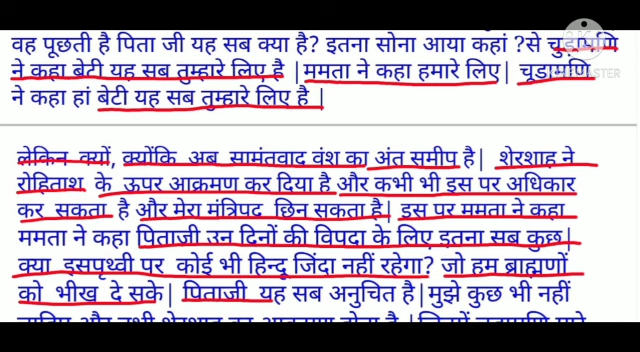 वह पूछती है पिता जी यह सब क्या है? इतना सोना आया कहां ?से चुड़ामणि
ने कहा बेटी यह सब तुम्हारे लिए है |ममता ने कहा हमारे लिए| चूडामणि
ने कहा हां बेटी यह सब तुम्हारे लिए है |
लेकिन क्यों, क्योंकि अब सामंतवाद वंश का अंत समीप है| शेरशाह ने
रोहिताश के ऊपर आक्रमण कर दिया है और कभी भी इस पर अधिकार
कर सकता है और मेरा मंत्रिपद छिन सकता है| इस पर ममता ने कहा
ममता ने कहा पिताजी उन दिनों की विपदा के लिए इतना सब कुछ|
क्या इसपृथ्वी पर कोई भी हिन्दू जिंदा नहीं रहेगा? जो हम ब्राह्मणों
को भीख दे सके| पिताजी यह सब अनुचित है|मुझे कुछ भी नहीं